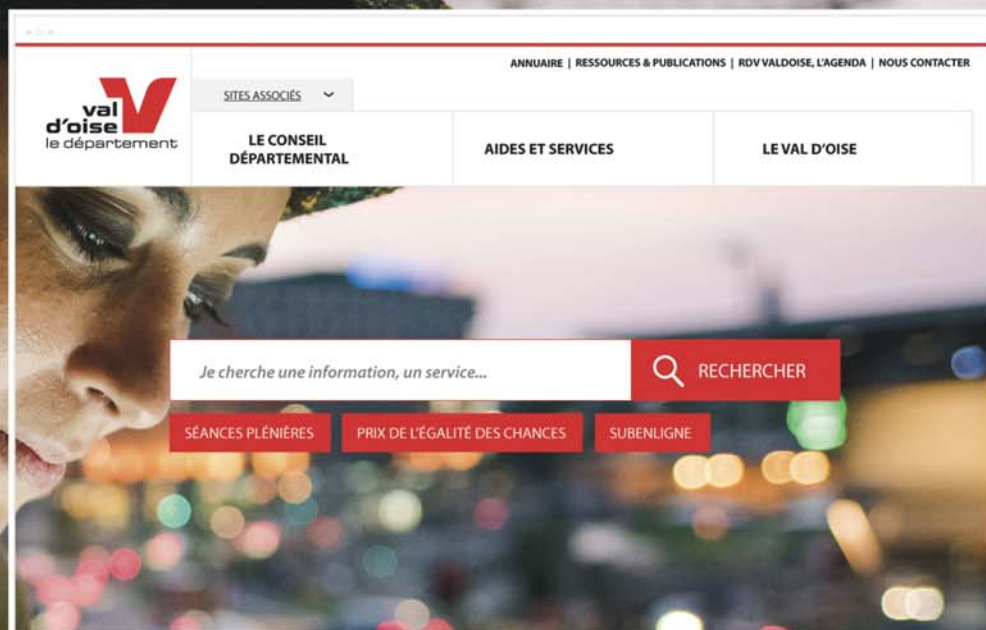 ANNUAIRE | RESSOURCES & PUBLICATIONS | RDV VALDOISE, L'AGENDA | NOUS CONTACTER
SITES ASSOCIÉS
val
d'oise
le département
LE CONSEIL
DÉPARTEMENTAL
AIDES ET SERVICES
LE VAL D'OISE
Je cherche une information, un service...
RECHERCHER
SÉANCES PLÉNIÈRES
PRIX DE L'ÉGALITÉ DES CHANCES
SUBENLIGNE